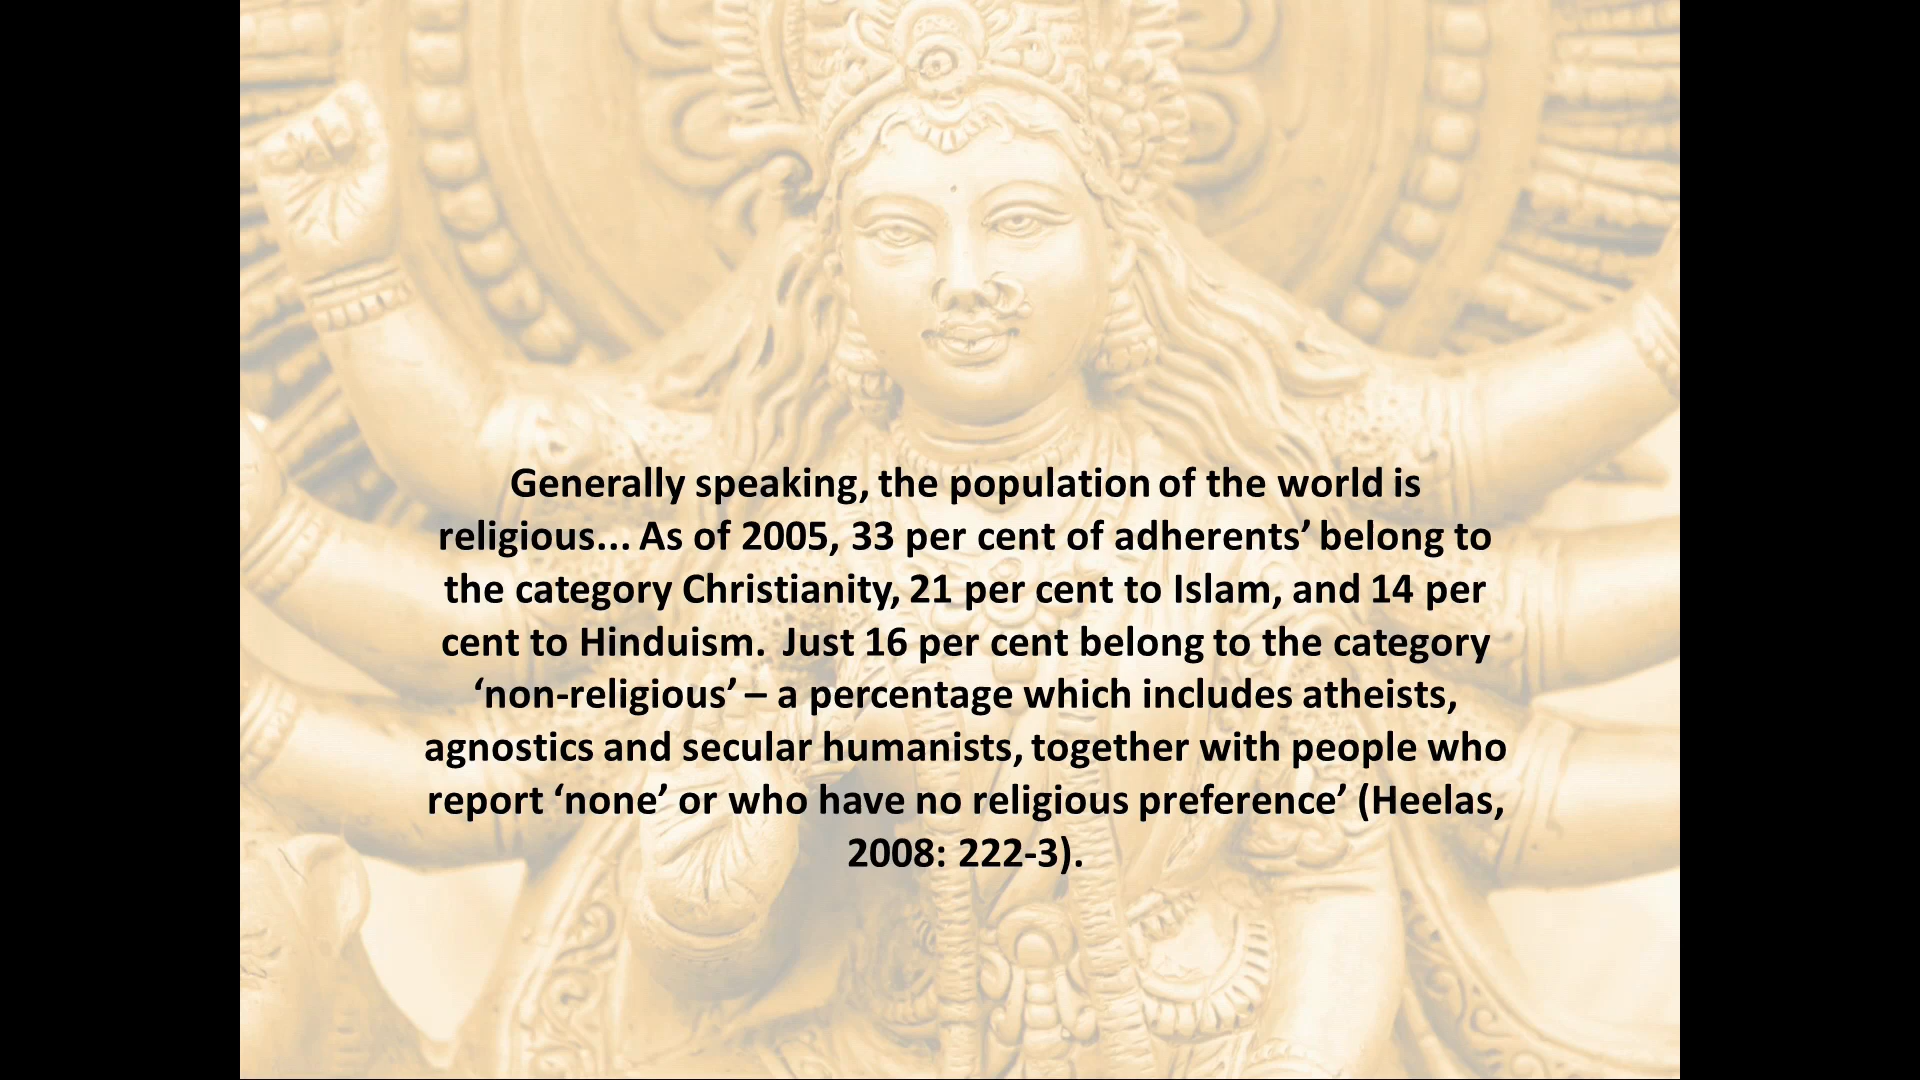 Generally speaking, the population of the world is
religious... As of 2005, 33 per cent of adherents’ belong to
the category Christianity, 21 per cent to Islam, and 14 per
cent to Hinduism.  Just 16 per cent belong to the category
‘non-religious’ – a percentage which includes atheists,
agnostics and secular humanists, together with people who
report ‘none’ or who have no religious preference’ (Heelas,
2008: 222-3).